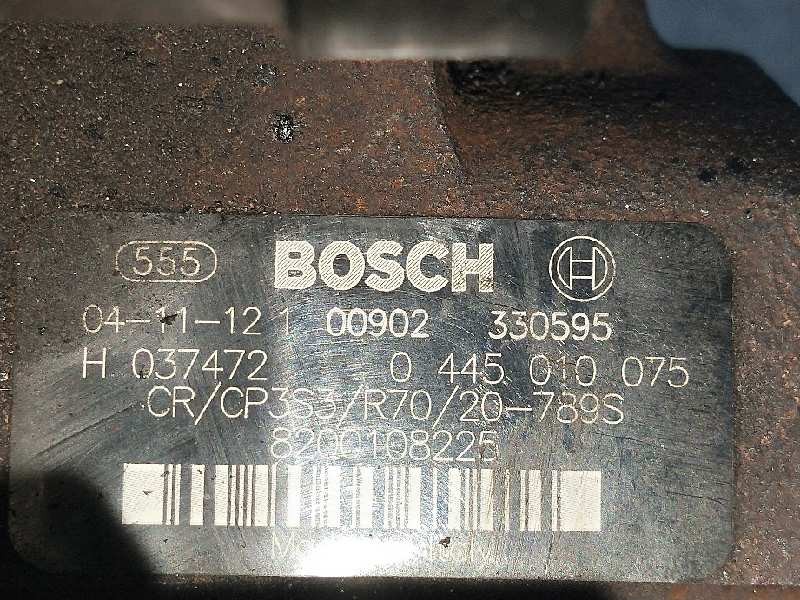 555 BOSCH H
04-11-12 1 00902 330595
H 037472 0 445 010 075
CR/CP3S3/R70/20-789S
8200108225